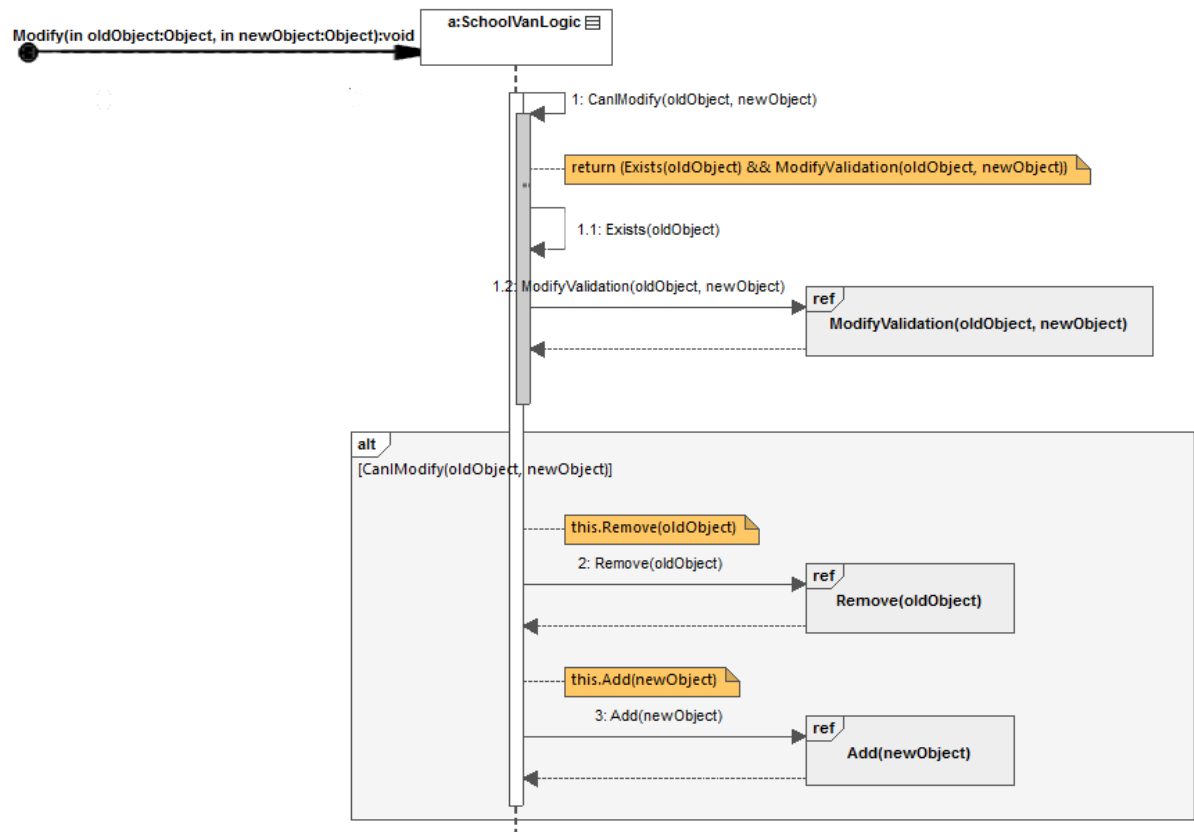 a:SchoolVanLogic
Modify(in oldObject:Object, in newObject:Object):void
1: CanIModify(oldObject, newObject)
return (Exists(oldObject) && ModifyValidation(oldObject, newObject))
1.1: Exists(oldObject)
1.2: ModifyValidation(oldObject, newObject)
ref
ModifyValidation(oldObject, newObject)
alt
[CanIModify(oldObject, newObject)]
this.Remove(oldObject)
2: Remove(oldObject)
ref
Remove(oldObject)
this.Add(newObject)
3: Add(newObject)
ref
Add(newObject)